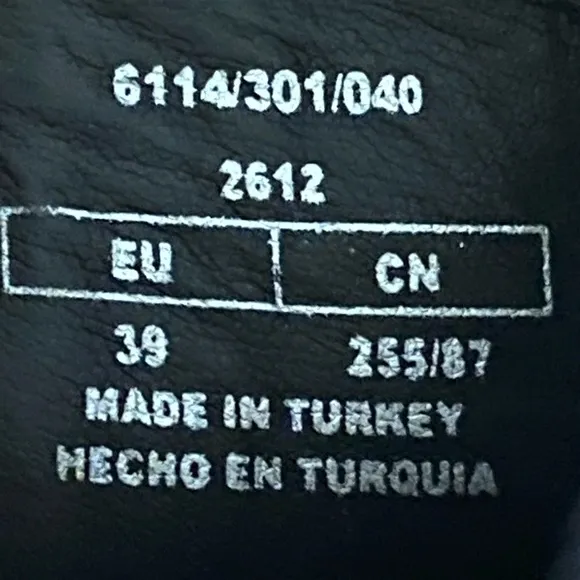 6114/301/040
2612
EU CN
39 255/87
MADE IN TURKEY
HECHO EN TURQUIA